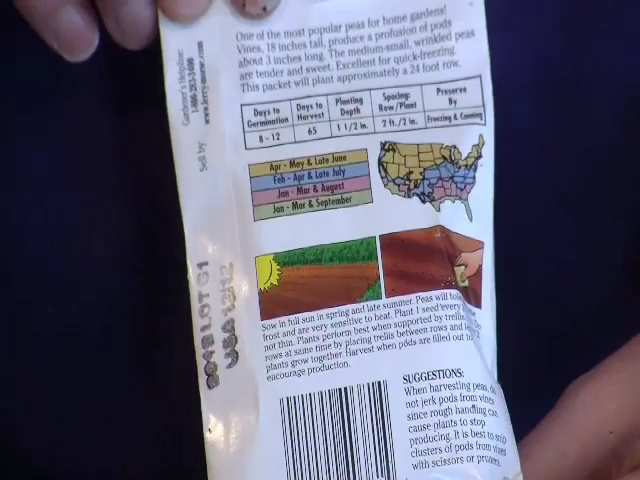 One of the most popular peas for home gardens!
Vines, 18 inches tall, produce a profusion of pods
about 3 inches long. The medium-small, wrinkled peas
are tender and sweet. Excellent for quick-freezing
This packet will plant approximately a 24 foot row.
Days to Germination
Days to Harvest
Planting Depth
Spacing: Row/Plant
Preserve By
8 - 12
65
1 1/2 in.
2 ft./2 in.
Freezing & Canning
Apr - May & Late June
Feb - Apr & Late July
Jan - Mar & August
Jan - Mar & September
Sow in full sun in spring and late summer. Peas will
frost and are very sensitive to heat. Plant 1 seed every
not thin. Plants perform best when supported by trellis.
rows at same time by placing trellis between rows and
plants grow together. Harvest when pods are filled out to
encourage production.
SUGGESTIONS:
When harvesting peas, do
not jerk pods from vines
since rough handling can
cause plants to stop
producing. It is best to snip
clusters of pods from vines
with scissors or pruners.
Gardener's Helpline:
Sell by
LOT G1
USA 12/12